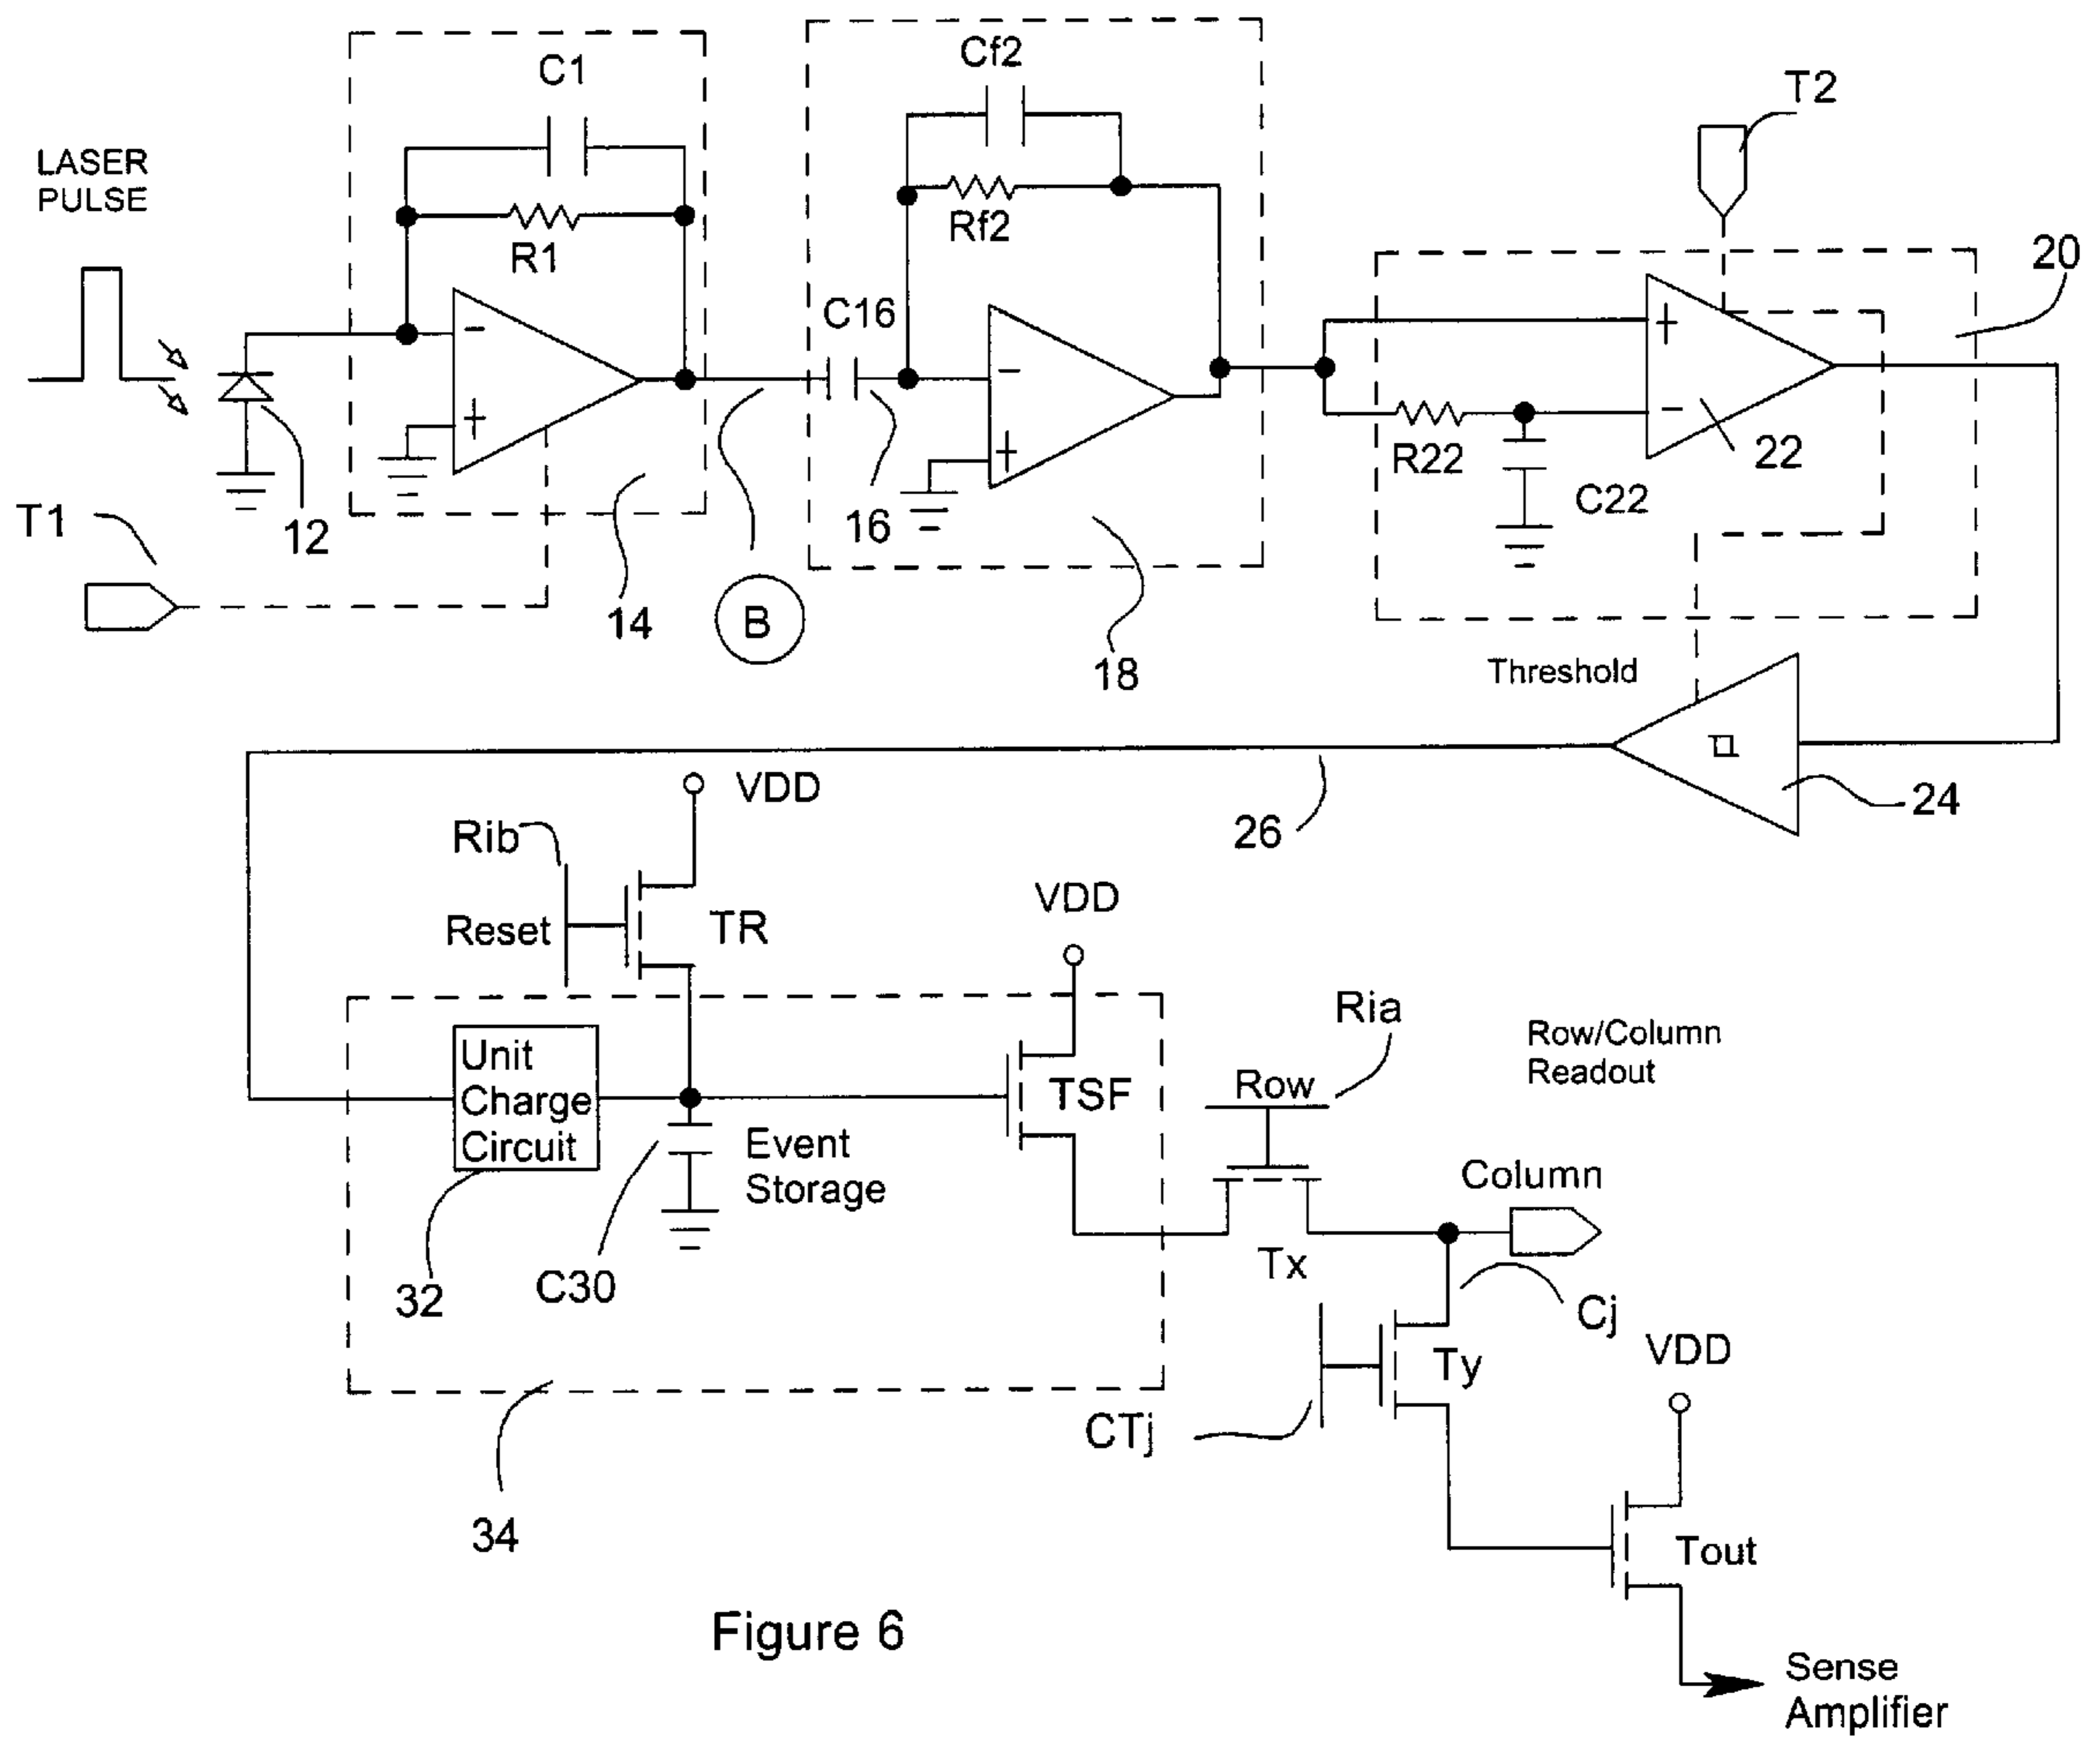 C1
Cf2
T2
LASER
PULSE
R1
Rf2
20
C16
+
-
-
-
+
+
-
22
R22
C22
16
12
T1
14
B
18
Threshold
24
26
VDD
Rib
Reset
TR
VDD
Ria
Row/Column
Readout
Row
Unit
Charge
Circuit
TSF
Event
Storage
Column
Tx
32
C30
Cj
VDD
Ty
CTj
34
Tout
Figure 6
Sense
Amplifier